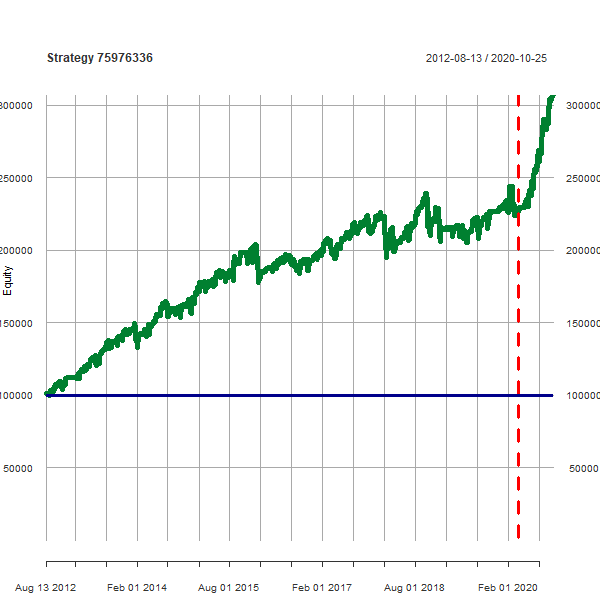 Strategy 75976336 2012-08-13 / 2020-10-25
300000 300000
250000 250000
200000 200000
Equity
150000 150000
100000 100000
50000 50000
Aug 13 2012 Feb 01 2014 Aug 01 2015 Feb 01 2017 Aug 01 2018 Feb 01 2020